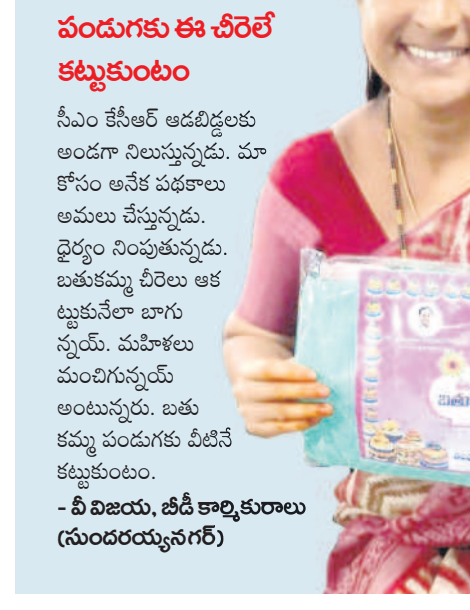 పండుగకు ఈ చీరెలే
కట్టుకుంటం
సీఎం కేసీఆర్ ఆడబిడ్డలకు
అండగా నిలుస్తున్నడు. మా
కోసం అనేక పథకాలు
అమలు చేస్తున్నడు.
ధైర్యం నింపుతున్నడు.
బతుకమ్మ చీరెలు ఆక
ట్టుకునేలా బాగు
న్నయ్. మహిళలు
మంచిగున్నయ్
అంటున్నరు. బతు
కమ్మ పండుగకు వీటినే
కట్టుకుంటం.
- వీ విజయ, బీడీ కార్మికురాలు
(సుందరయ్యనగర్)